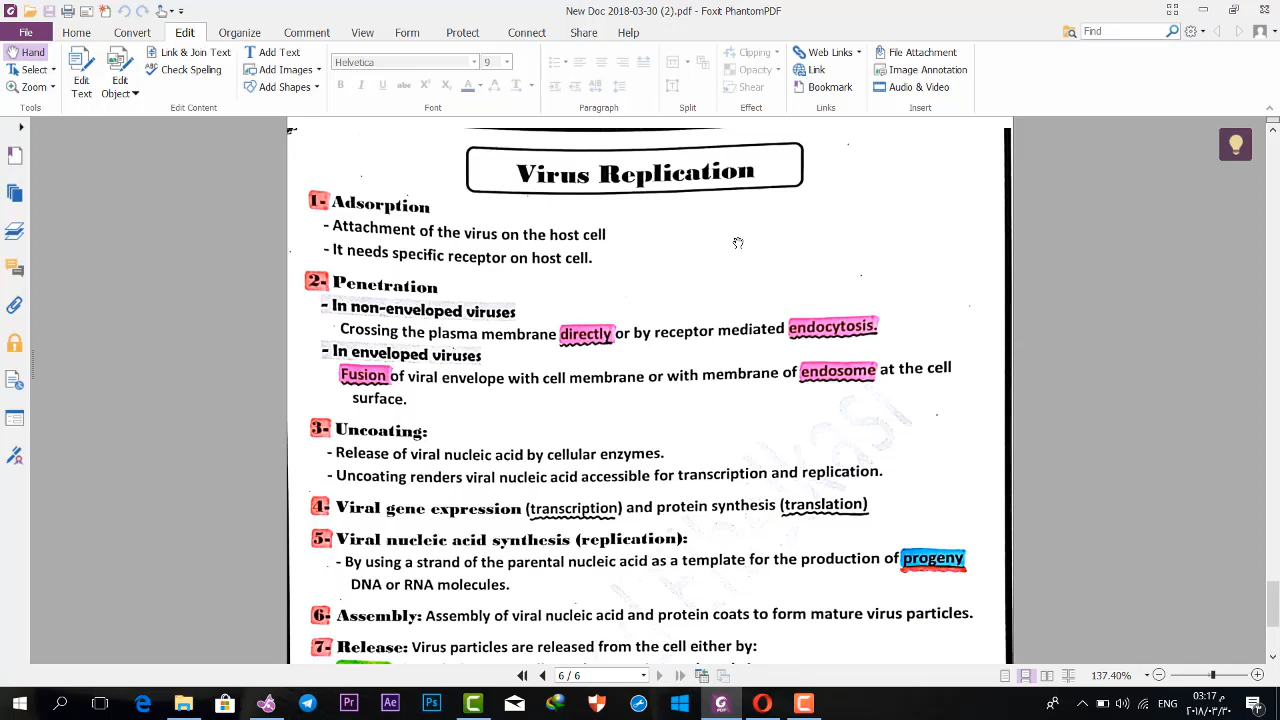 New Doc 2018-03-30 (2).pdf - Foxit PhantomPDF
File Home Convert Edit Organize Comment View Form Protect Connect Share Help Find
Hand
Select
Zoom
Tools
Edit Text
Edit Object
Link & Join Text
Check Spelling
Edit Content
Add Text
Add Images
Add Shapes
Helvetica 9
B I U abc X² X₂ A T
Font
Paragraph
Split
Clipping
Opacity
Shear
Effect
Web Links
Link
Bookmark
Links
File Attachment
Image Annotation
Audio & Video
Insert
Virus Replication
1- Adsorption
- Attachment of the virus on the host cell
- It needs specific receptor on host cell.
2- Penetration
- In non-enveloped viruses
Crossing the plasma membrane directly or by receptor mediated endocytosis.
- In enveloped viruses
Fusion of viral envelope with cell membrane or with membrane of endosome at the cell
surface.
3- Uncoating:
- Release of viral nucleic acid by cellular enzymes.
- Uncoating renders viral nucleic acid accessible for transcription and replication.
4- Viral gene expression (transcription) and protein synthesis (translation)
5- Viral nucleic acid synthesis (replication):
- By using a strand of the parental nucleic acid as a template for the production of progeny
DNA or RNA molecules.
6- Assembly: Assembly of viral nucleic acid and protein coats to form mature virus particles.
7- Release: Virus particles are released from the cell either by:
6 / 6
137.40%
Pr Ae Ps C PDF C
ENG
03:17 م
٢٠١٨/٠٣/٣٠